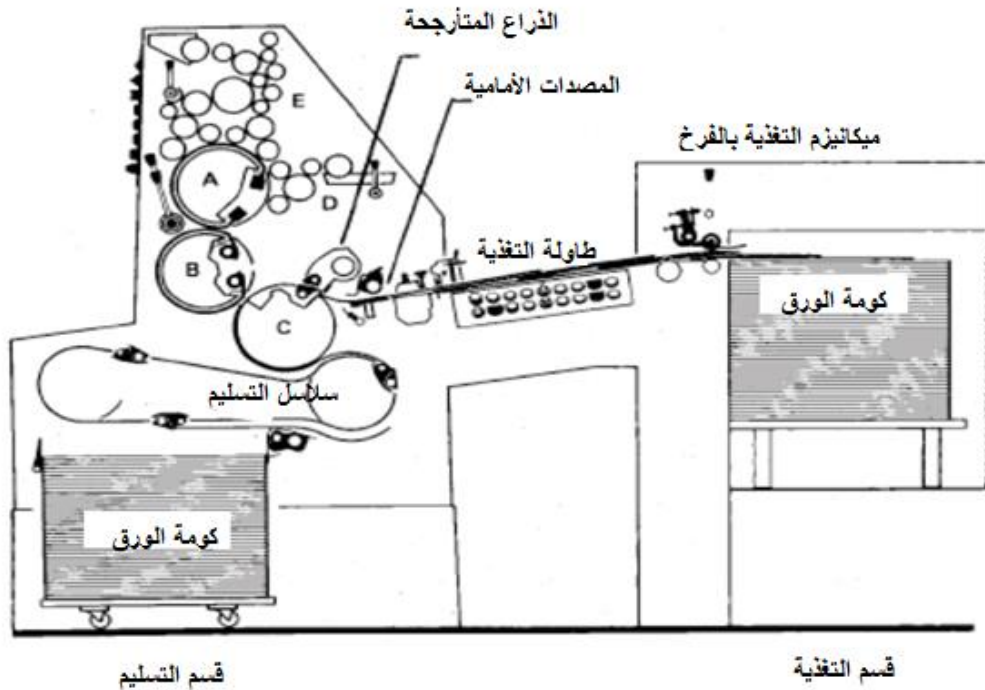 الذراع المتأرجحة
المصدات الأمامية
E
ميكانيزم التغذية بالفرخ
A
D
طاولة التغذية
B
كومة الورق
C
سلاسل التسليم
كومة الورق
قسم التغذية
قسم التسليم